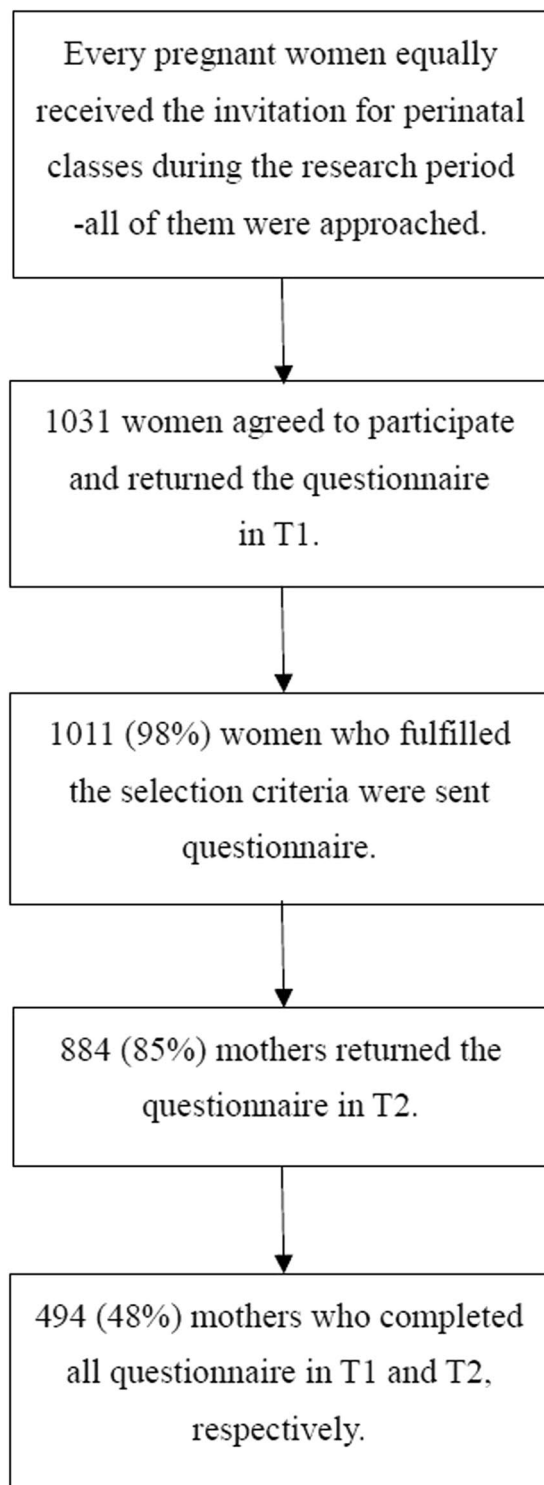 Every pregnant women equally
received the invitation for perinatal
classes during the research period
-all of them were approached.
1031 women agreed to participate
and returned the questionnaire
in T1.
1011 (98%) women who fulfilled
the selection criteria were sent
questionnaire.
884 (85%) mothers returned the
questionnaire in T2.
494 (48%) mothers who completed
all questionnaire in T1 and T2,
respectively.